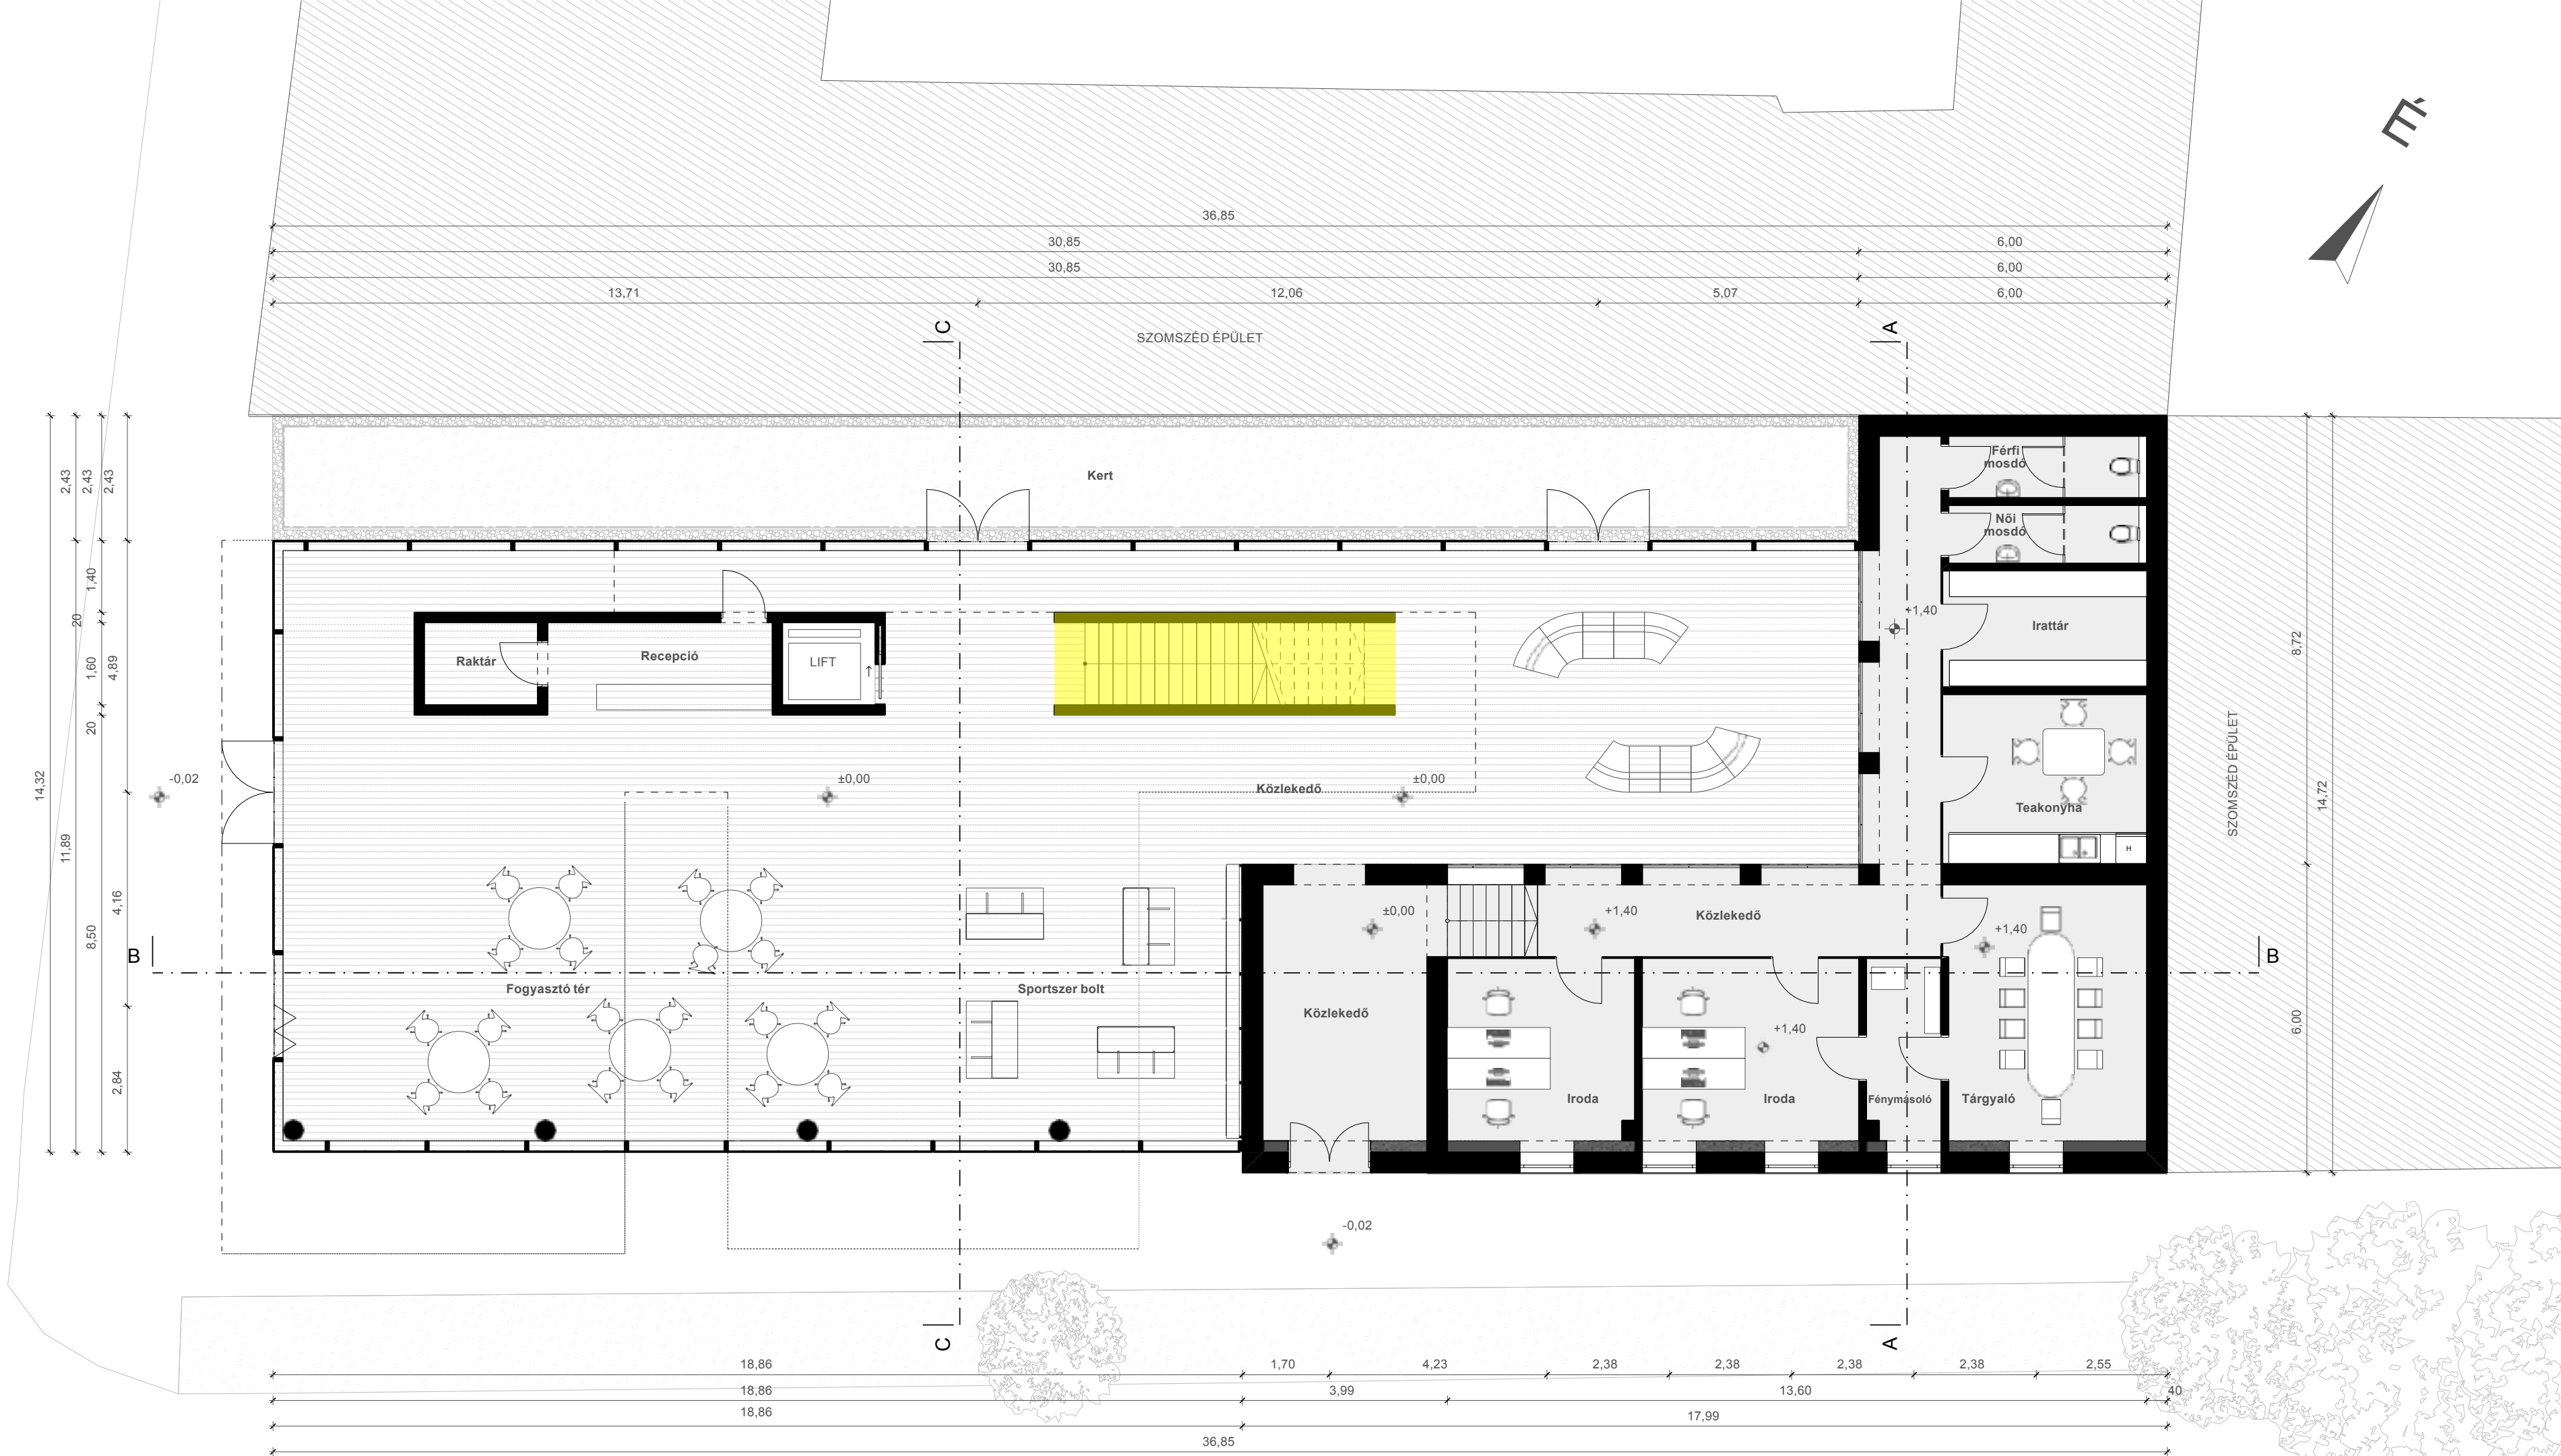 É
36,85
30,85
6,00
30,85
6,00
13,71
12,06
5,07
6,00
C
A
SZOMSZÉD ÉPÜLET
2,43
2,43
2,43
Kert
Férfi
mosdó
Női
mosdó
1,40
20
+1,40
Irattár
8,72
Raktár
Recepció
LIFT
1,60
4,89
20
-0,02
±0,00
±0,00
Közlekedő
14,32
14,72
SZOMSZÉD ÉPÜLET
Teakonyha
H
11,89
4,16
8,50
±0,00
+1,40
Közlekedő
+1,40
B
B
Fogyasztó tér
Sportszer bolt
Közlekedő
+1,40
6,00
2,84
Iroda
Iroda
Fénymásoló
Tárgyaló
-0,02
C
A
18,86
1,70
4,23
2,38
2,38
2,38
2,38
2,55
18,86
3,99
13,60
40
18,86
17,99
36,85